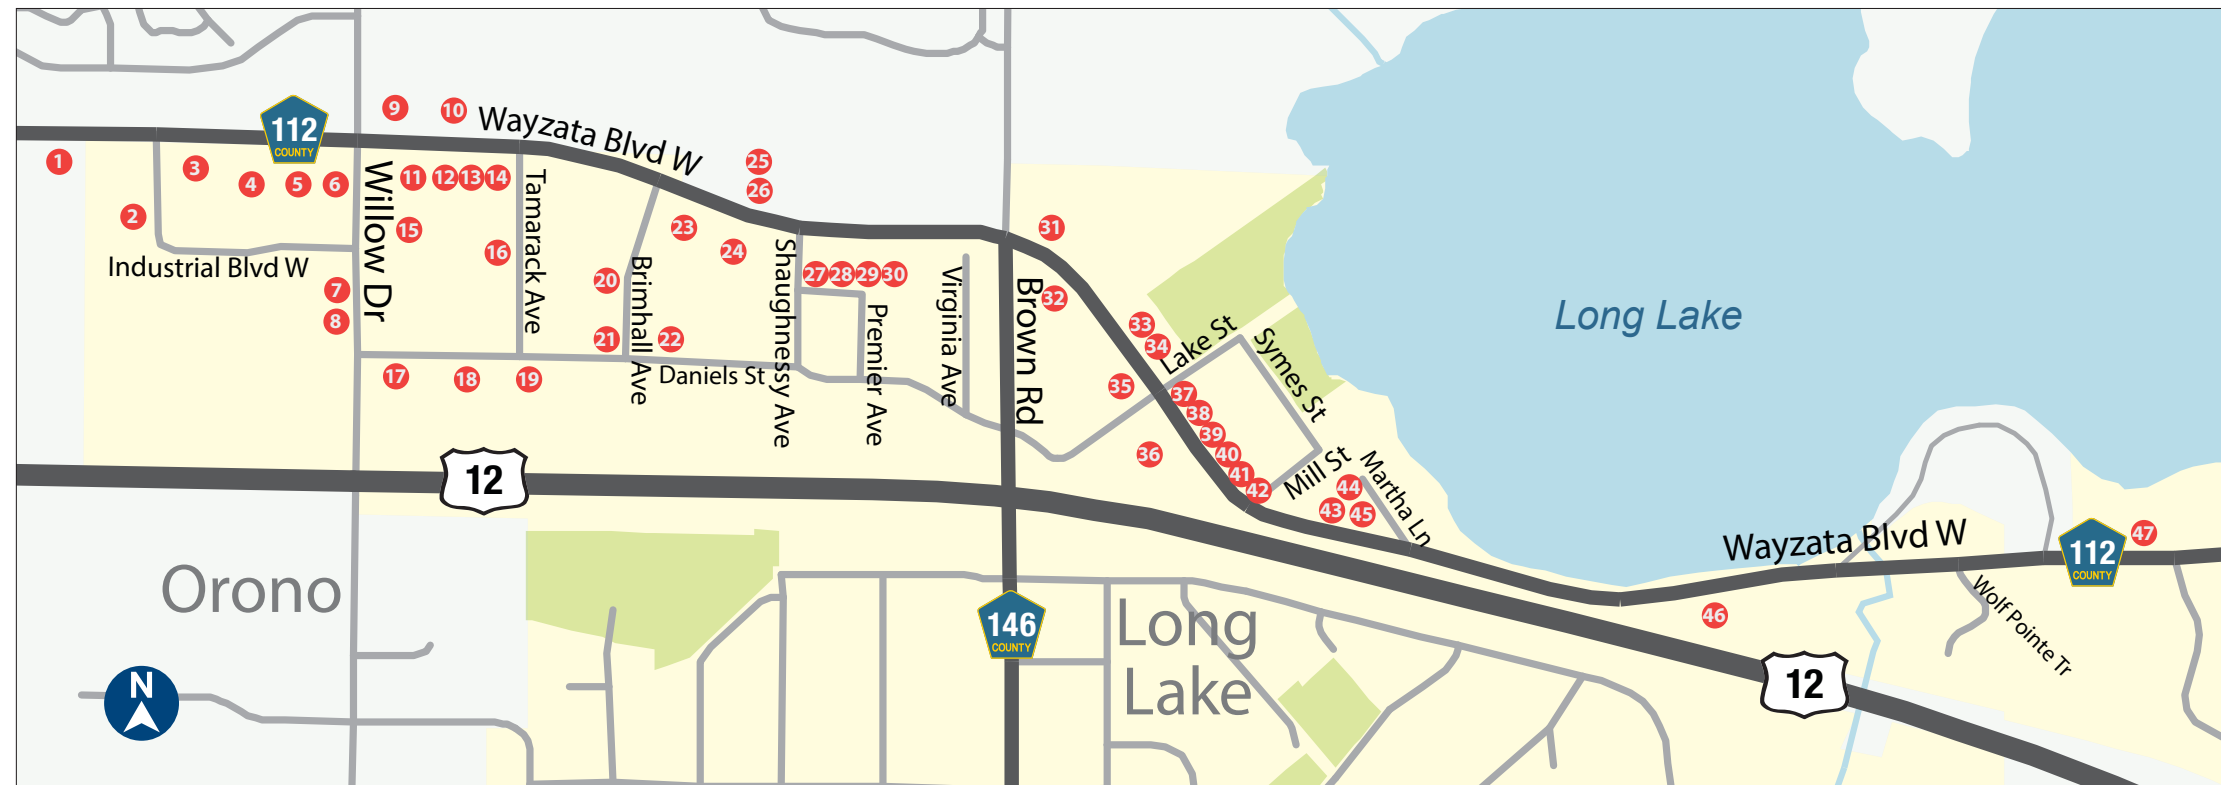 9
10
Wayzata Blvd W
112
COUNTY
1
3
4
5
6
2
Industrial Blvd W
7
8
Willow Dr
11
12
13
14
15
16
Tamarack Ave
17
18
19
20
21
Brimhall Ave
22
23
24
25
26
Daniels St
Shaughnessy Ave
27
28
29
30
Premier Ave
Virginia Ave
Brown Rd
31
32
33
34
35
36
Lake St
Symes St
37
38
39
40
41
42
Mill St
Martha Ln
43
44
45
Long Lake
12
Orono
N
146
COUNTY
Long
Lake
46
12
Wayzata Blvd W
Wolf Pointe Tr
112
COUNTY
47